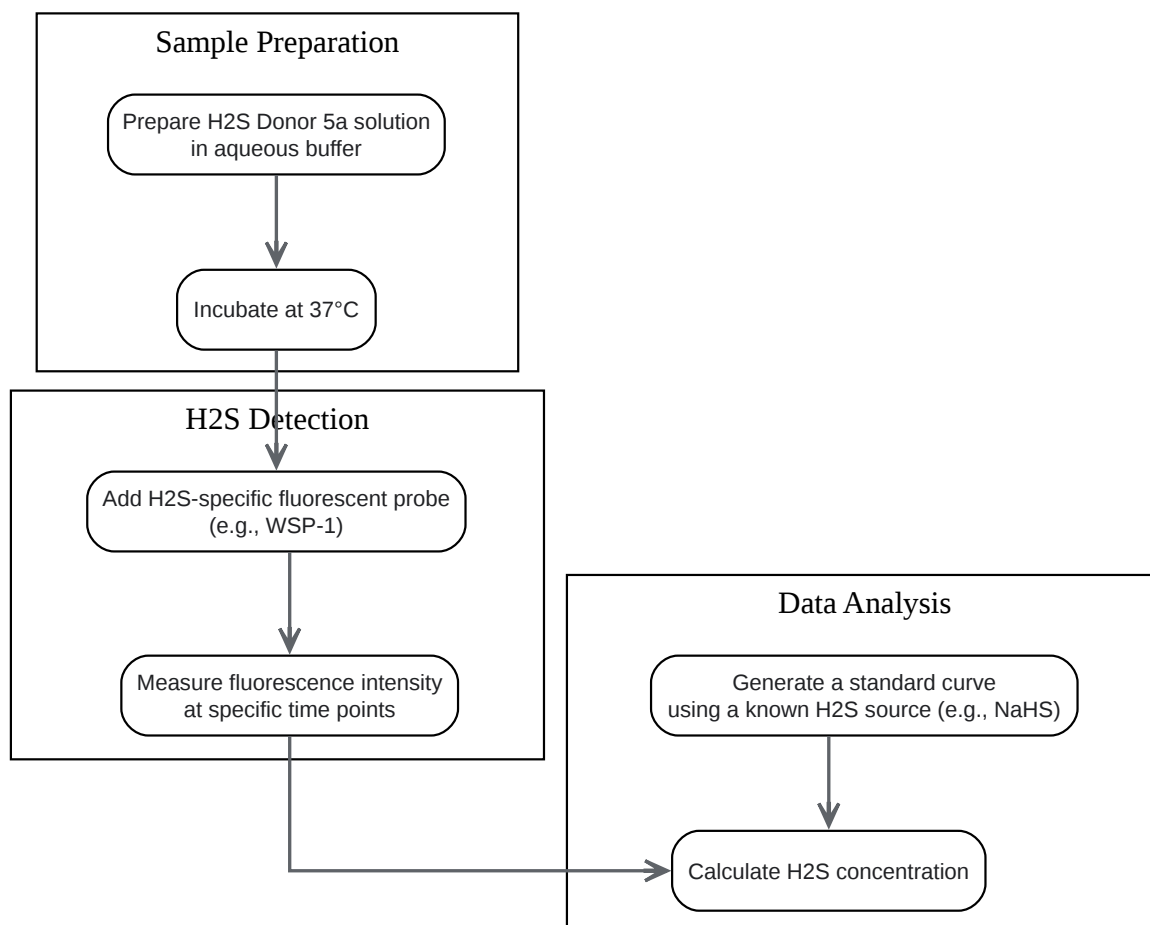 Sample Preparation
Prepare H2S Donor 5a solution
in aqueous buffer
Incubate at 37°C
H2S Detection
Add H2S-specific fluorescent probe
(e.g., WSP-1)
Measure fluorescence intensity
at specific time points
Data Analysis
Generate a standard curve
using a known H2S source (e.g., NaHS)
Calculate H2S concentration